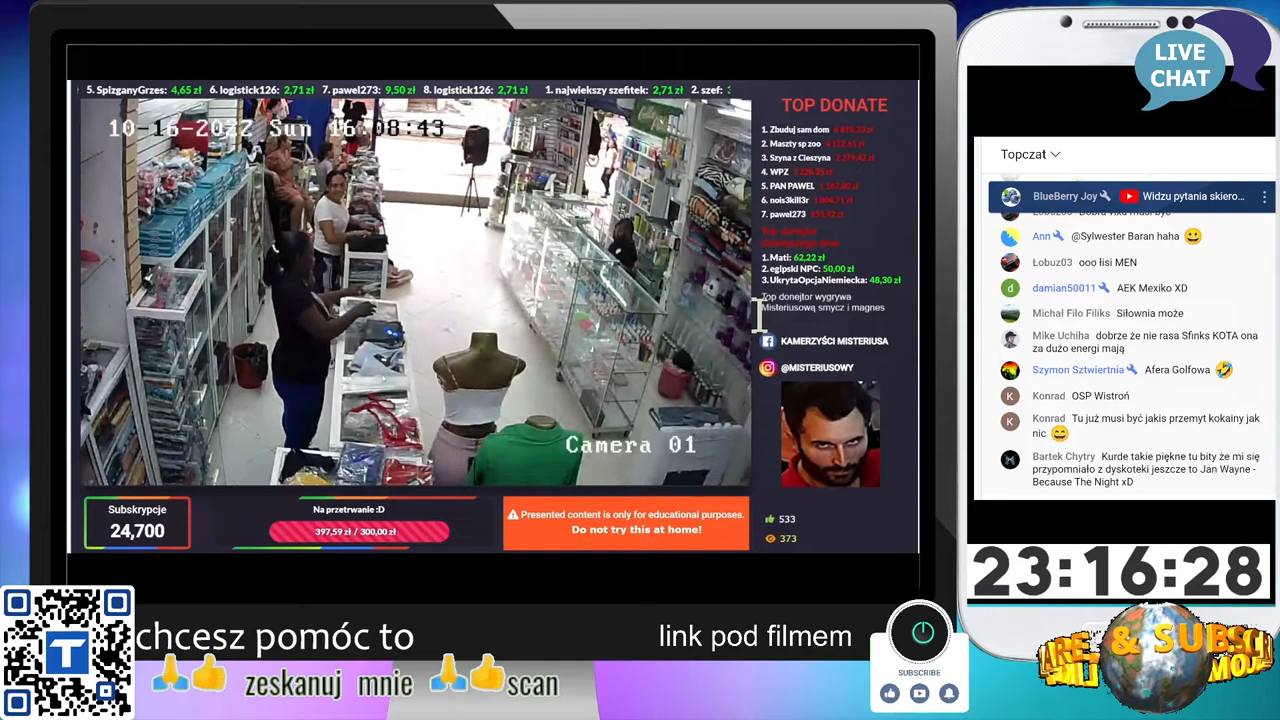 LIVE
CHAT
5. SpizganyGrzes: 4,65 zł 6. logistick126: 2,71 zł 7. pawel273: 9,50 zł 8. logistick126: 2,71 zł 1. najwiekszy szefitek: 2,71 zł 2. szef:
10-16-2022 Sun 16:08:43
Camera 01
TOP DONATE
1. Zbuduj sam dom
2. Maszty sp zoo
3. Szyna z Cieszyna 2 279,42 zł
4. WPZ
5. PAN PAWEL
6. nois3kill3r
7. pawel273
1. Mati: 62,22 zł
2. egipski NPC: 50,00 zł
3. UkrytaOpcjaNiemiecka: 48,30 zł
Top donejtor wygrywa
Misteriusową smycz i magnes
KAMERZYŚCI MISTERIUSA
@MISTERIUSOWY
533
373
Subskrypcje
24,700
Na przetrwanie :D
397,59 zł / 300,00 zł
Presented content is only for educational purposes.
Do not try this at home!
Topczat
BlueBerry Joy Widzu pytania skiero...
Ann @Sylwester Baran haha
Łobuz03 ooo łisi MEN
damian50011 AEK Mexiko XD
Michał Filo Filiks Siłownia może
Mike Uchiha dobrze że nie rasa Sfinks KOTA ona
za dużo energi mają
Szymon Sztwiertnia Afera Golfowa
Konrad OSP Wistroń
Konrad Tu już musi być jakis przemyt kokainy jak
nic
Bartek Chytry Kurde takie piękne tu bity że mi się
przypomniało z dyskoteki jeszcze to Jan Wayne -
Because The Night xD
23:16:28
T
chcesz pomóc to
link pod filmem
zeskanuj mnie scan
SUBSCRIBE
& SUBSC